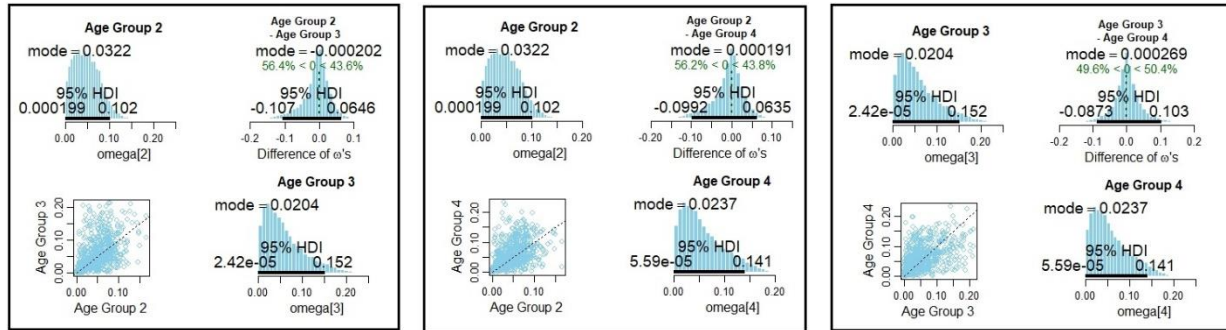 Age Group 2
mode = 0.0322
95% HDI
0.000199 0.102
0.00 0.10 0.20
omega[2]
Age Group 2
- Age Group 3
mode = -0.000202
56.4% < 0 < 43.6%
95% HDI
-0.107 0.0646
-0.20 -0.10 0.00 0.10
Difference of ω's
Age Group 3
0.00 0.10 0.20
0.00 0.10
Age Group 2
Age Group 3
mode = 0.0204
95% HDI
2.42e-05 0.152
0.00 0.10 0.20
omega[3]
Age Group 2
mode = 0.0322
95% HDI
0.000199 0.102
0.00 0.10 0.20
omega[2]
Age Group 2
- Age Group 4
mode = 0.000191
56.2% < 0 < 43.8%
95% HDI
-0.0992 0.0635
-0.20 -0.10 0.00 0.10
Difference of ω's
Age Group 4
0.00 0.10 0.20
0.00 0.10
Age Group 2
Age Group 4
mode = 0.0237
95% HDI
5.59e-05 0.141
0.00 0.10 0.20
omega[4]
Age Group 3
mode = 0.0204
95% HDI
2.42e-05 0.152
0.00 0.10 0.20
omega[3]
Age Group 3
- Age Group 4
mode = 0.000269
49.6% < 0 < 50.4%
95% HDI
-0.0873 0.103
-0.2 -0.1 0.0 0.1 0.2
Difference of ω's
Age Group 4
0.00 0.10 0.20
0.00 0.10 0.20
Age Group 3
Age Group 4
mode = 0.0237
95% HDI
5.59e-05 0.141
0.00 0.10 0.20
omega[4]